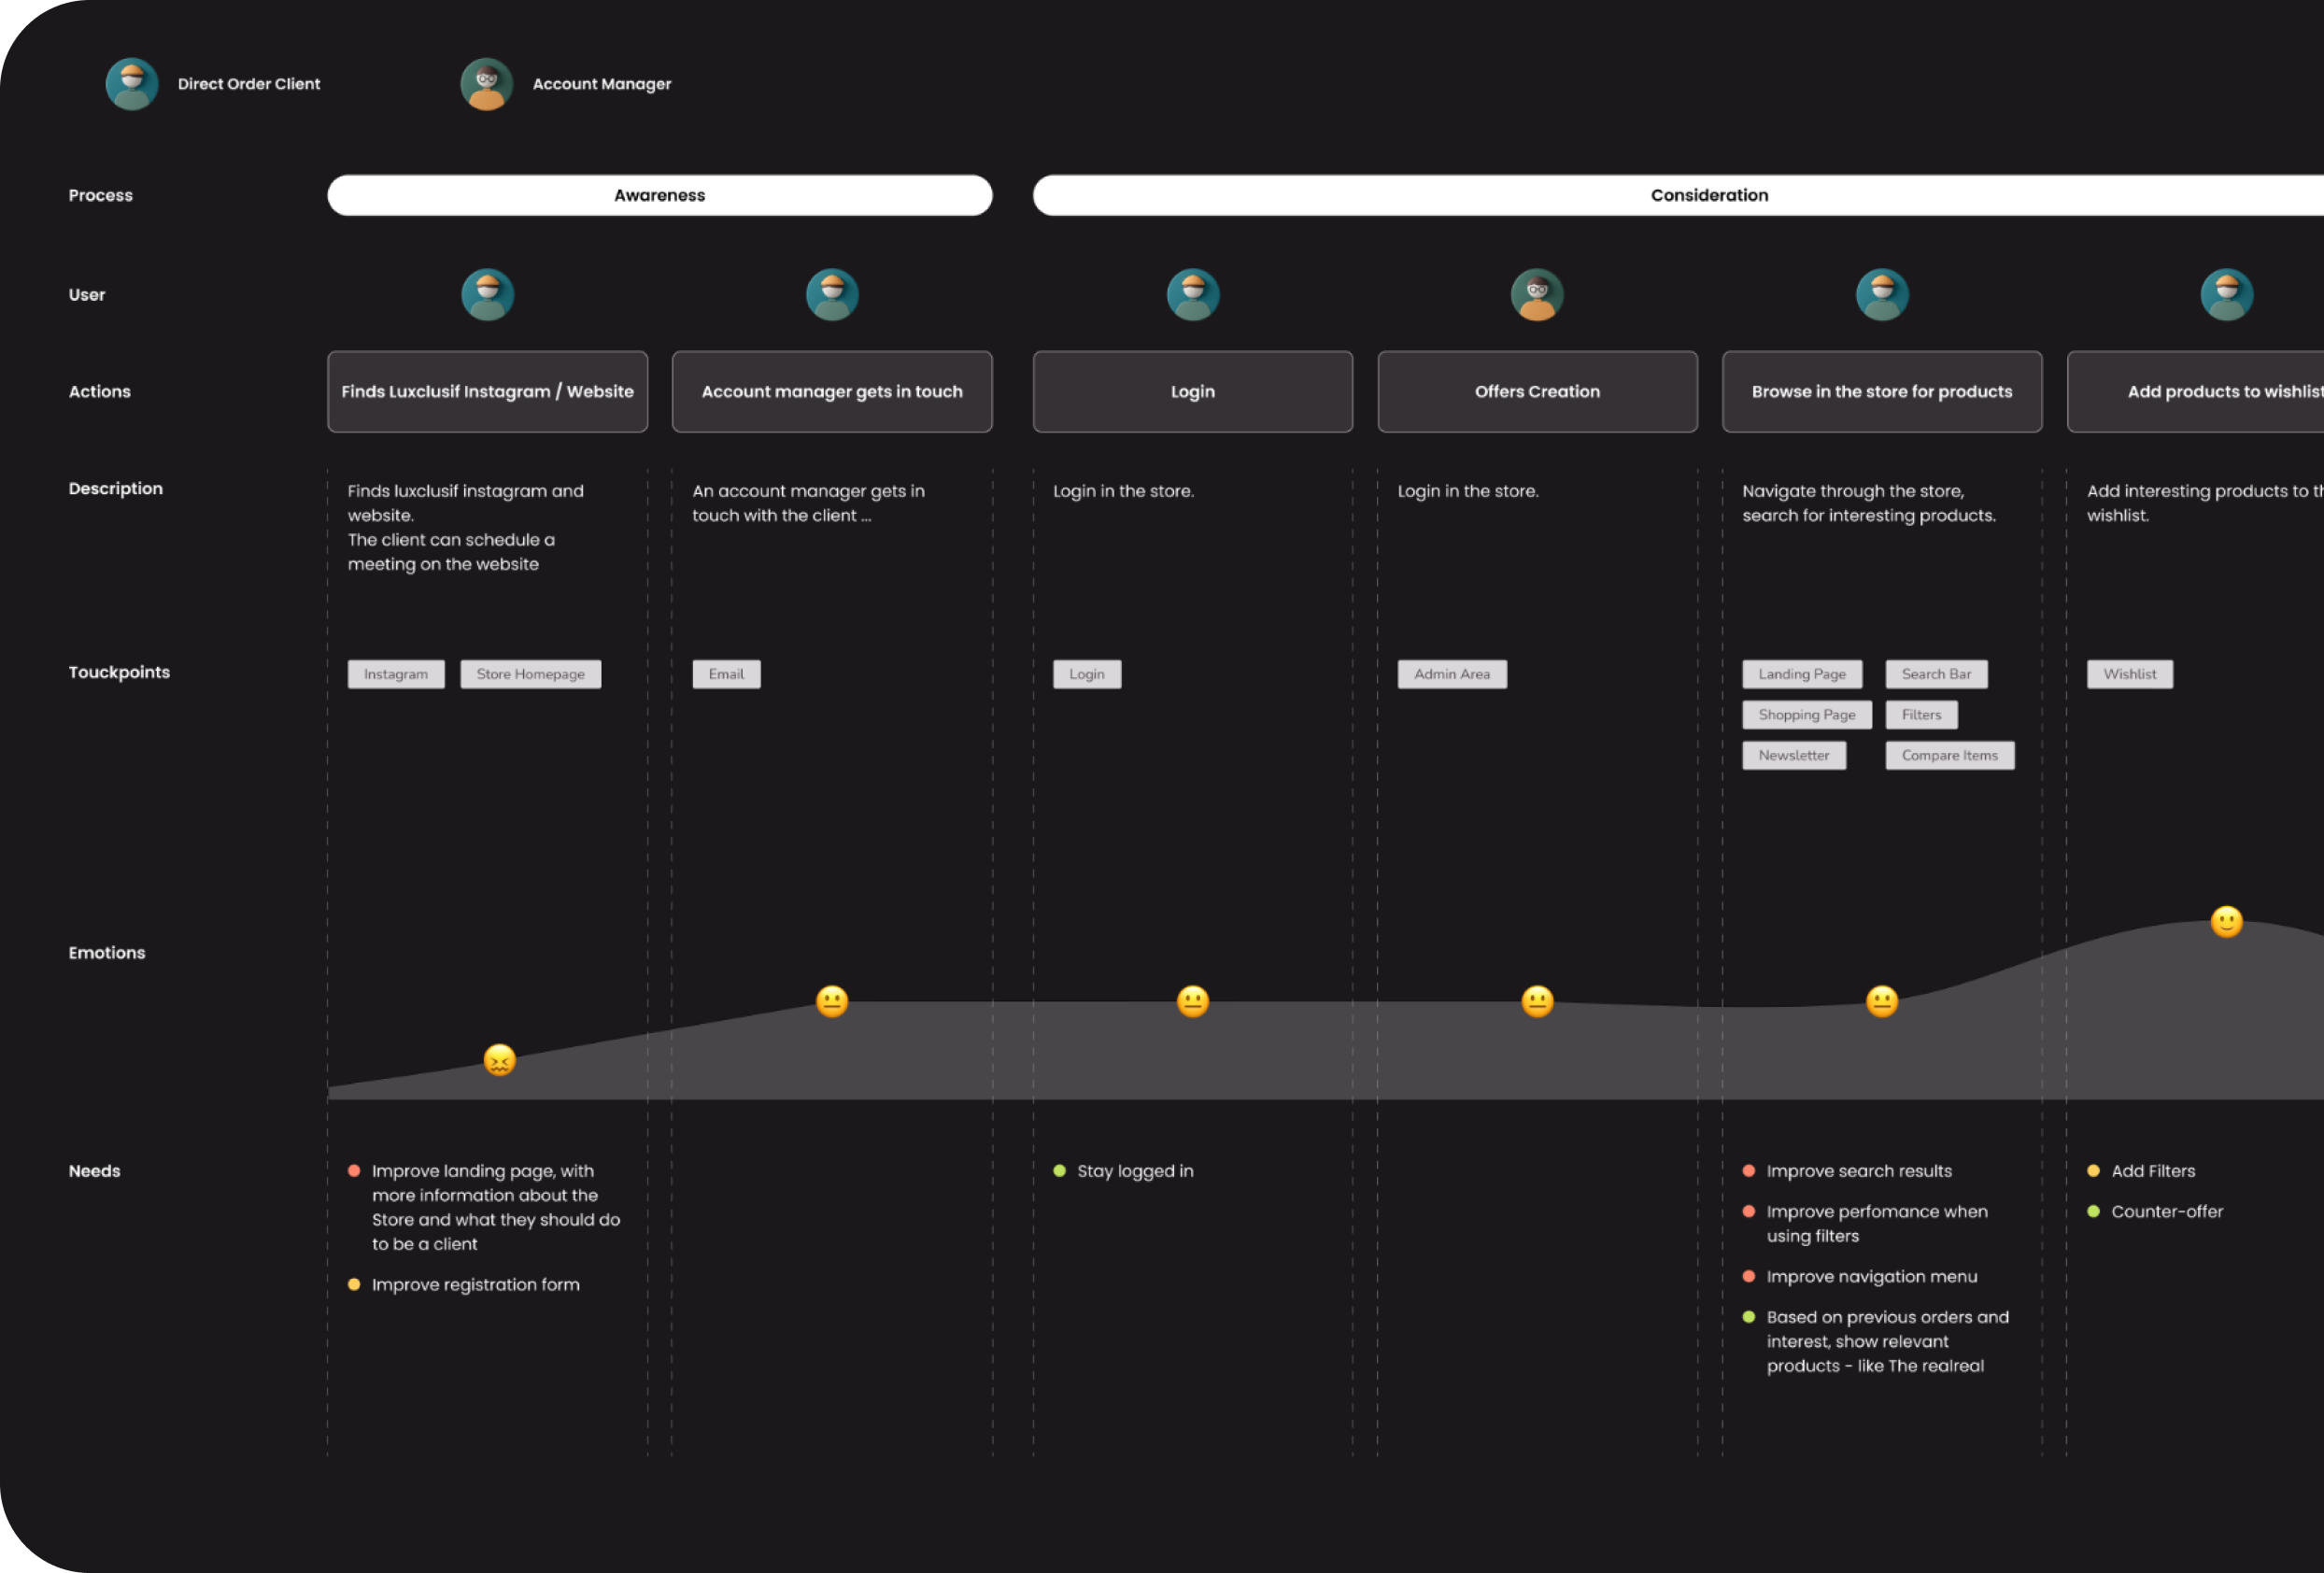 Direct Order Client
Account Manager
Process
Awareness
Consideration
User
Actions
Finds Luxclusif Instagram / Website
Account manager gets in touch
Login
Offers Creation
Browse in the store for products
Add products to wishlist
Description
Finds luxclusif instagram and
website.
The client can schedule a
meeting on the website
An account manager gets in
touch with the client ...
Login in the store.
Login in the store.
Navigate through the store,
search for interesting products.
Add interesting products to th
wishlist.
Touckpoints
Instagram
Store Homepage
Email
Login
Admin Area
Landing Page
Search Bar
Shopping Page
Filters
Newsletter
Compare Items
Wishlist
Emotions
Needs
Improve landing page, with
more information about the
Store and what they should do
to be a client
Improve registration form
Stay logged in
Improve search results
Improve perfomance when
using filters
Improve navigation menu
Based on previous orders and
interest, show relevant
products - like The realreal
Add Filters
Counter-offer